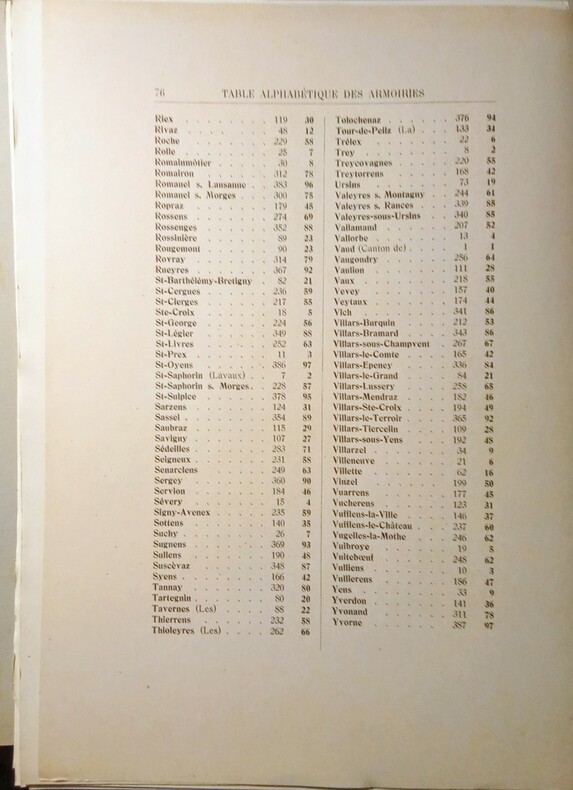 76 TABLE ALPHABÉTIQUE DES ARMOIRIES
Riex . . . . . . . . 119 30
Rivaz . . . . . . . 48 12
Roche . . . . . . . 229 58
Rolle . . . . . . . 25 7
Romainmôtier . . . . . 30 8
Romairon . . . . . . 312 78
Romanel s. Lausanne . . . 383 96
Romanel s. Morges . . . 300 75
Ropraz . . . . . . . 179 45
Rossens . . . . . . 274 69
Rossenges . . . . . . 352 88
Rossinière . . . . . . 89 23
Rougemont . . . . . . 90 23
Rovray . . . . . . . 314 79
Rueyres . . . . . . . 367 92
St-Barthélémy-Bretigny . 82 21
St-Cergues . . . . . . 236 59
St-Cierges . . . . . . 217 55
Ste-Croix . . . . . . 18 5
St-George . . . . . . 224 56
St-Légier . . . . . . 349 88
St-Livres . . . . . . 252 63
St-Prex . . . . . . . 11 3
St-Oyens . . . . . . 386 97
St-Saphorin (Lavaux) . . . 7 2
St-Saphorin s. Morges . . 228 57
St-Sulpice . . . . . . 378 95
Sarzens . . . . . . . 124 31
Sassel . . . . . . . 354 89
Saubraz . . . . . . . 115 29
Savigny . . . . . . . 107 27
Sédeilles . . . . . . 283 71
Seigneux . . . . . . 231 58
Senarclens . . . . . . 249 63
Sergey . . . . . . . 360 90
Servion . . . . . . . 184 46
Sévery . . . . . . . 15 4
Signy-Avenex . . . . . 235 59
Sottens . . . . . . . 140 35
Suchy . . . . . . . 26 7
Sugnens . . . . . . . 369 93
Sullens . . . . . . . 190 48
Suscévaz . . . . . . 348 87
Syens . . . . . . . 166 42
Tannay . . . . . . . 320 80
Tartegnin . . . . . . 80 20
Tavernes (Les) . . . . 88 22
Thierrens . . . . . . 232 58
Thioleyres (Les) . . . . 262 66
Tolochenaz . . . . . . 376 94
Tour-de-Peilz (La) . . . 133 34
Trélex . . . . . . . 22 6
Trey . . . . . . . . 8 2
Treycovagnes . . . . . 220 55
Treytorrens . . . . . . 168 42
Ursins . . . . . . . 73 19
Valeyres s. Montagny . . . 244 61
Valeyres s. Rances . . . 339 85
Valeyres-sous-Ursins . . . 340 85
Vallamand . . . . . . 207 52
Vallorbe . . . . . . . 13 4
Vaud (Canton de) . . . . 1 1
Vaugondry . . . . . . 256 64
Vaulion . . . . . . . 111 28
Vaux . . . . . . . . 218 55
Vevey . . . . . . . 157 40
Veytaux . . . . . . . 174 44
Vich . . . . . . . . 341 86
Villars-Burquin . . . . . 212 53
Villars-Bramard . . . . 343 86
Villars-sous-Champvent . 267 67
Villars-le-Comte . . . . 165 42
Villars-Epeney . . . . . 336 84
Villars-le-Grand . . . . 84 21
Villars-Lussery . . . . . 258 65
Villars-Mendraz . . . . 182 46
Villars-Ste-Croix . . . . 194 49
Villars-le-Terroir . . . . 365 92
Villars-Tiercelin . . . . 109 28
Villars-sous-Yens . . . . 192 48
Villarzel . . . . . . . 34 9
Villeneuve . . . . . . 21 6
Villette . . . . . . . 62 16
Vinzel . . . . . . . 199 50
Vuarrens . . . . . . 177 45
Vucherens . . . . . . 123 31
Vufflens-la-Ville . . . . 146 37
Vufflens-le-Château . . . 237 60
Vugelles-la-Mothe . . . . 246 62
Vulbroye . . . . . . 19 5
Vuitebœuf . . . . . . 248 62
Vulliens . . . . . . . 10 3
Vullierens . . . . . . 186 47
Yens . . . . . . . . 33 9
Yverdon . . . . . . . 141 36
Yvonand . . . . . . . 311 78
Yvorne . . . . . . . 387 97